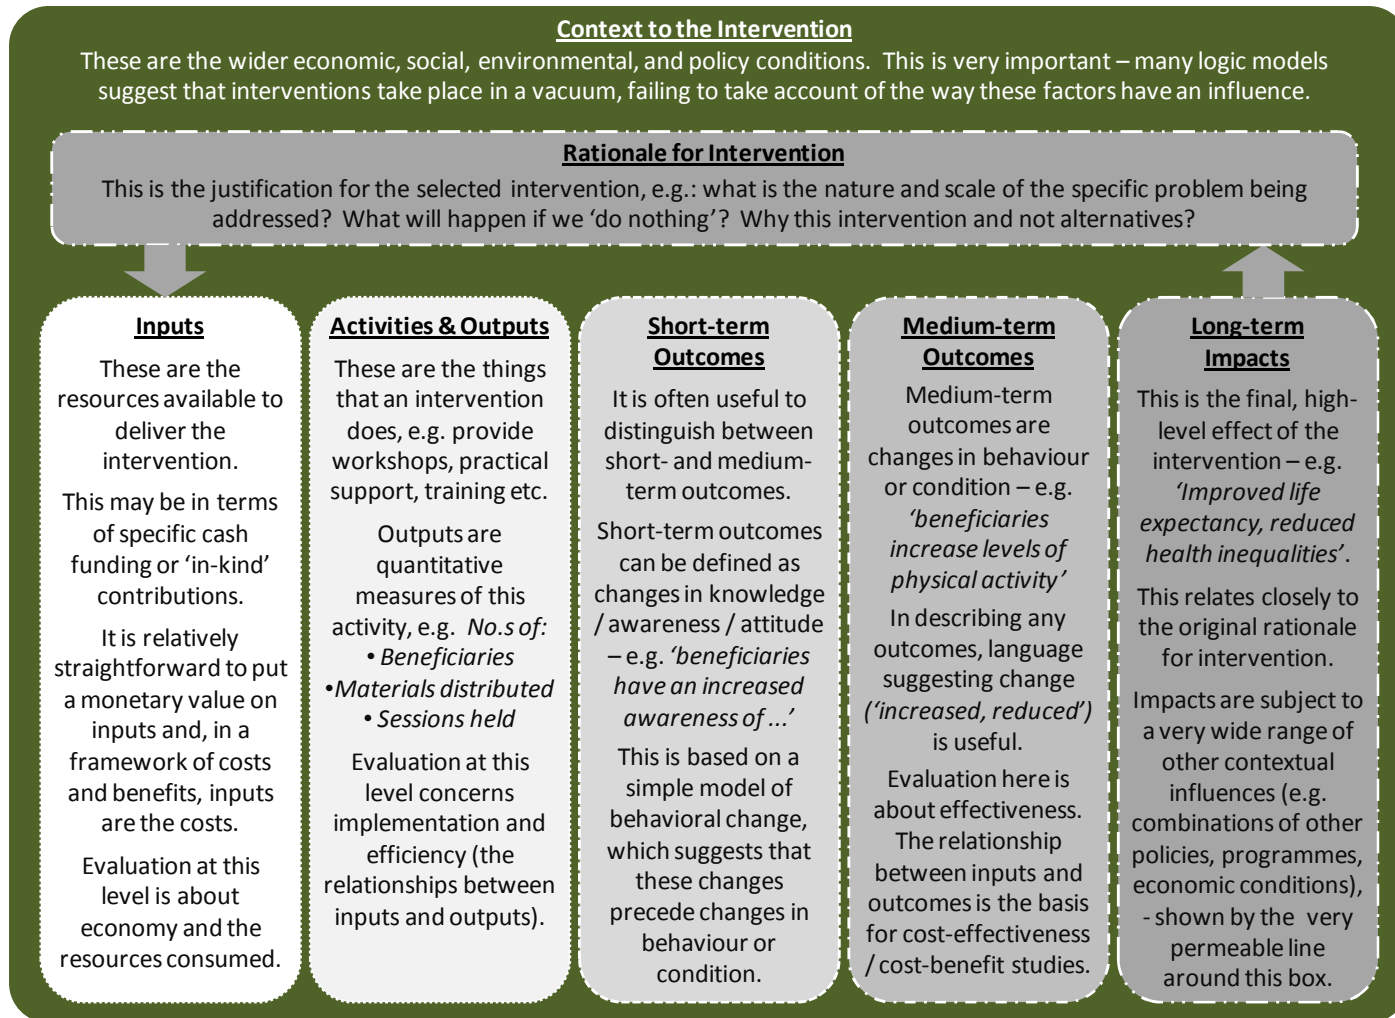 Context to the Intervention
These are the wider economic, social, environmental, and policy conditions. This is very important – many logic models
suggest that interventions take place in a vacuum, failing to take account of the way these factors have an influence.
Rationale for Intervention
This is the justification for the selected intervention, e.g.: what is the nature and scale of the specific problem being
addressed? What will happen if we ‘do nothing’? Why this intervention and not alternatives?
Inputs
These are the
resources available to
deliver the
intervention.
This may be in terms
of specific cash
funding or ‘in-kind’
contributions.
It is relatively
straightforward to put
a monetary value on
inputs and, in a
framework of costs
and benefits, inputs
are the costs.
Evaluation at this
level is about
economy and the
resources consumed.
Activities & Outputs
These are the things
that an intervention
does, e.g. provide
workshops, practical
support, training etc.
Outputs are
quantitative
measures of this
activity, e.g. No.s of:
• Beneficiaries
•Materials distributed
• Sessions held
Evaluation at this
level concerns
implementation and
efficiency (the
relationships between
inputs and outputs).
Short-term
Outcomes
It is often useful to
distinguish between
short- and medium-
term outcomes.
Short-term outcomes
can be defined as
changes in knowledge
/ awareness / attitude
– e.g. ‘beneficiaries
have an increased
awareness of ...’
This is based on a
simple model of
behavioral change,
which suggests that
these changes
precede changes in
behaviour or
condition.
Medium-term
Outcomes
Medium-term
outcomes are
changes in behaviour
or condition – e.g.
‘beneficiaries
increase levels of
physical activity’
In describing any
outcomes, language
suggesting change
(‘increased, reduced’)
is useful.
Evaluation here is
about effectiveness.
The relationship
between inputs and
outcomes is the basis
for cost-effectiveness
/ cost-benefit studies.
Long-term
Impacts
This is the final, high-
level effect of the
intervention – e.g.
‘Improved life
expectancy, reduced
health inequalities’.
This relates closely to
the original rationale
for intervention.
Impacts are subject to
a very wide range of
other contextual
influences (e.g.
combinations of other
policies, programmes,
economic conditions),
- shown by the very
permeable line
around this box.